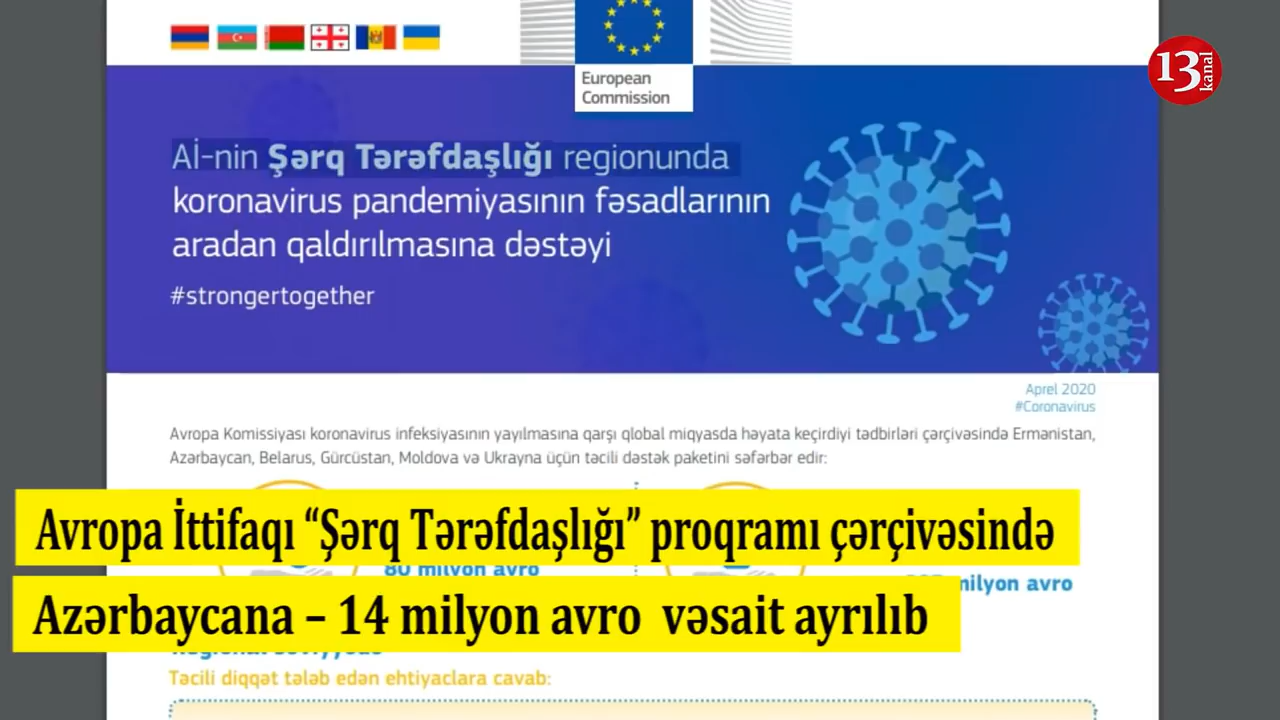 13 kanal
European
Commission
Aİ-nin Şərq Tərəfdaşlığı regionunda
koronavirus pandemiyasının fəsadlarının
aradan qaldırılmasına dəstəyi
#strongertogether
Aprel 2020
#Coronavirus
Avropa Komissiyası koronavirus infeksiyasının yayılmasına qarşı qlobal miqyasda həyata keçirdiyi tədbirləri çərçivəsində Ermənistan,
Azərbaycan, Belarus, Gürcüstan, Moldova və Ukrayna üçün təcili dəstək paketini səfərbər edir:
Avropa İttifaqı “Şərq Tərəfdaşlığı” proqramı çərçivəsində
80 milyon avro
milyon avro
Azərbaycana – 14 milyon avro vəsait ayrılıb
Təcili diqqət tələb edən ehtiyaclara cavab: